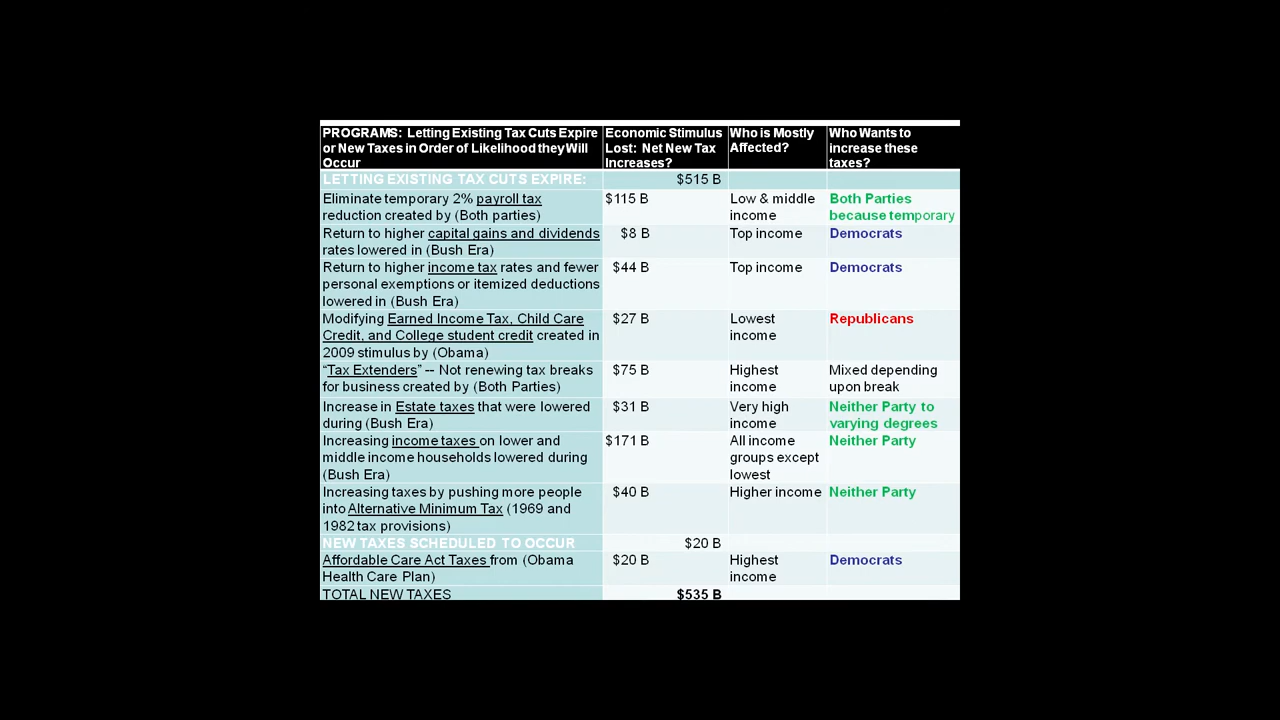 PROGRAMS: Letting Existing Tax Cuts Expire or New Taxes in Order of Likelihood they Will Occur
Economic Stimulus Lost: Net New Tax Increases?
Who is Mostly Affected?
Who Wants to increase these taxes?
LETTING EXISTING TAX CUTS EXPIRE: $515 B
Eliminate temporary 2% payroll tax reduction created by (Both parties)
$115 B
Low & middle income
Both Parties because temporary
Return to higher capital gains and dividends rates lowered in (Bush Era)
$8 B
Top income
Democrats
Return to higher income tax rates and fewer personal exemptions or itemized deductions lowered in (Bush Era)
$44 B
Top income
Democrats
Modifying Earned Income Tax, Child Care Credit, and College student credit created in 2009 stimulus by (Obama)
$27 B
Lowest income
Republicans
“Tax Extenders” -- Not renewing tax breaks for business created by (Both Parties)
$75 B
Highest income
Mixed depending upon break
Increase in Estate taxes that were lowered during (Bush Era)
$31 B
Very high income
Neither Party to varying degrees
Increasing income taxes on lower and middle income households lowered during (Bush Era)
$171 B
All income groups except lowest
Neither Party
Increasing taxes by pushing more people into Alternative Minimum Tax (1969 and 1982 tax provisions)
$40 B
Higher income
Neither Party
NEW TAXES SCHEDULED TO OCCUR $20 B
Affordable Care Act Taxes from (Obama Health Care Plan)
$20 B
Highest income
Democrats
TOTAL NEW TAXES $535 B